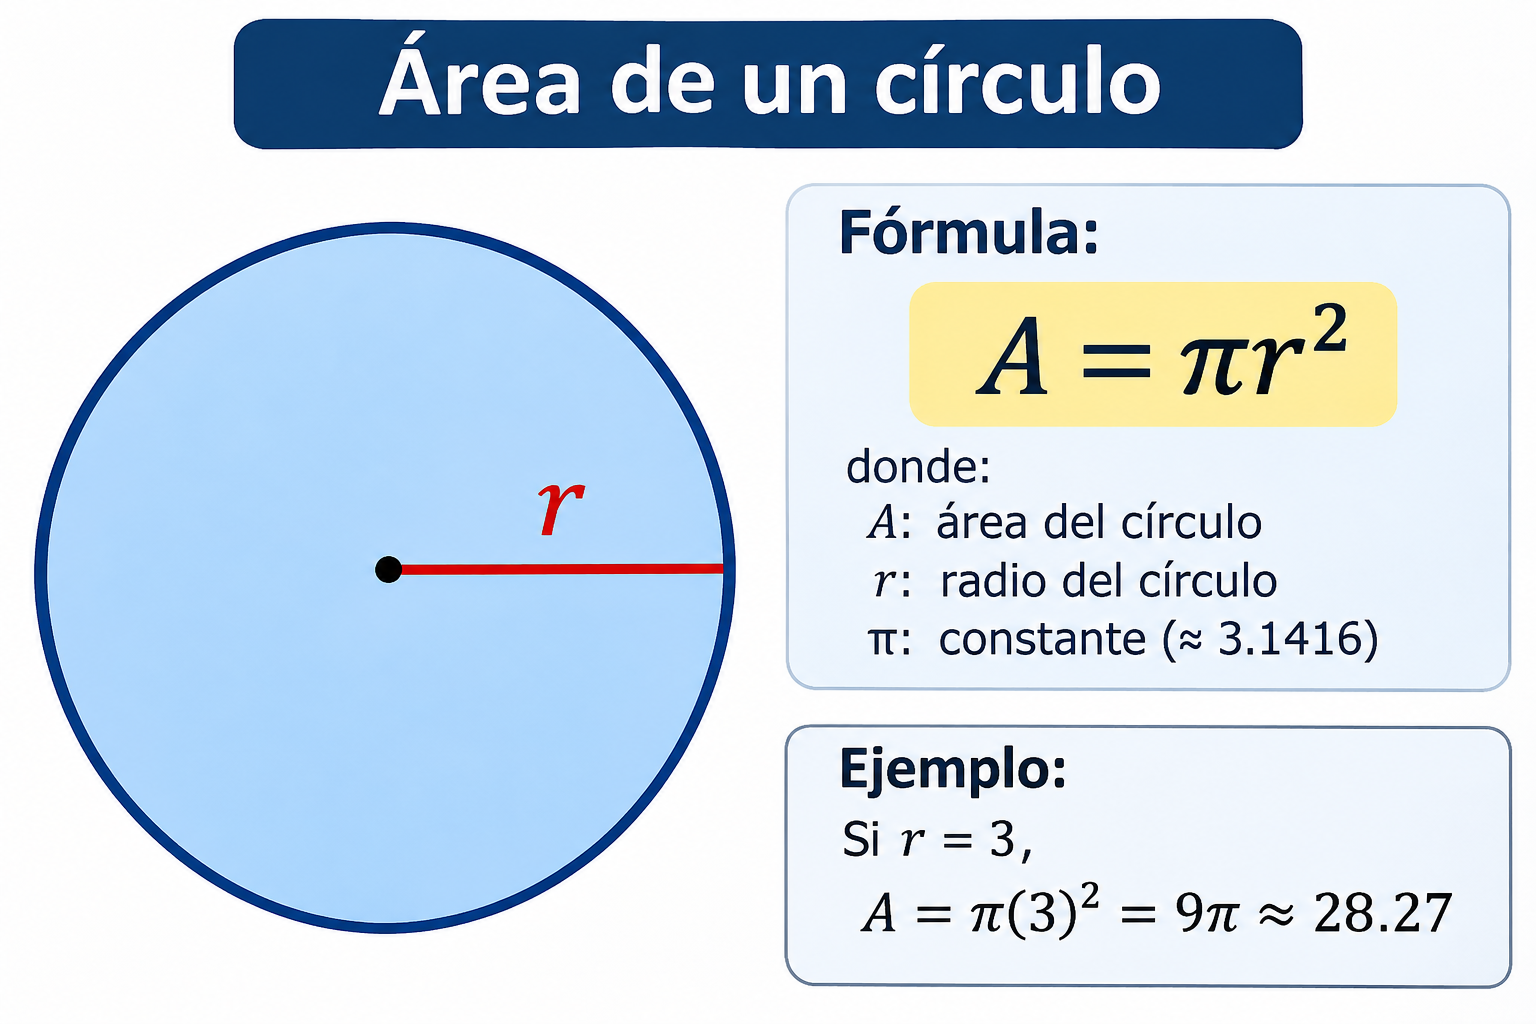 Área de un círculo
r
Fórmula:
A = πr²
donde:
A: área del círculo
r: radio del círculo
π: constante (≈ 3.1416)
Ejemplo:
Si r = 3,
A = π(3)² = 9π ≈ 28.27